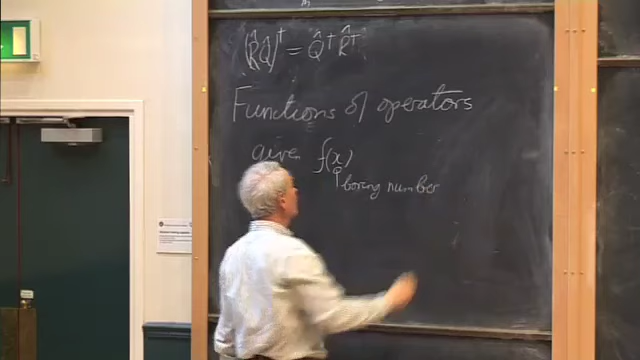 (R̂Q̂)† = Q̂† R̂†
Functions of operators
given f(x)
boring number